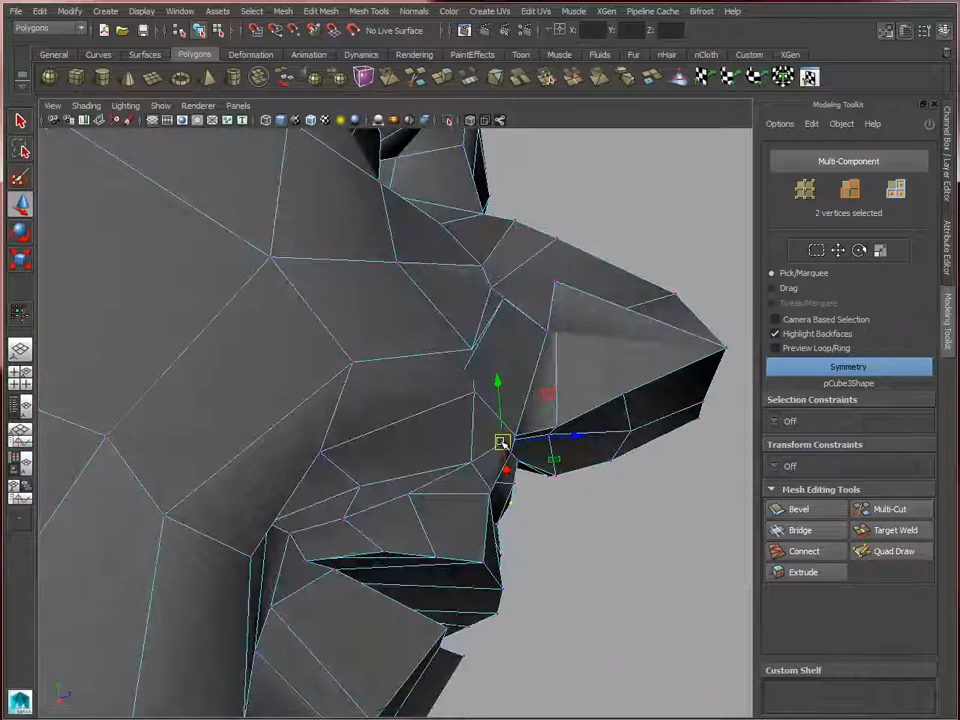 File Edit Modify Create Display Window Assets Select Mesh Edit Mesh Mesh Tools Normals Color Create UVs Edit UVs Muscle XGen Pipeline Cache Bifrost Help
Polygons No Live Surface X: Y: Z:
General Curves Surfaces Polygons Deformation Animation Dynamics Rendering PaintEffects Toon Muscle Fluids Fur nHair nCloth Custom XGen
View Shading Lighting Show Renderer Panels
Modeling Toolkit
Options Edit Object Help
Multi-Component
2 vertices selected
Pick/Marquee
Drag
Tweak/Marquee
Camera Based Selection
Highlight Backfaces
Preview Loop/Ring
Symmetry
pCube3Shape
Selection Constraints
Off
Transform Constraints
Off
Mesh Editing Tools
Bevel Multi-Cut
Bridge Target Weld
Connect Quad Draw
Extrude
Custom Shelf
Channel Box / Layer Editor
Attribute Editor
Modeling Toolkit